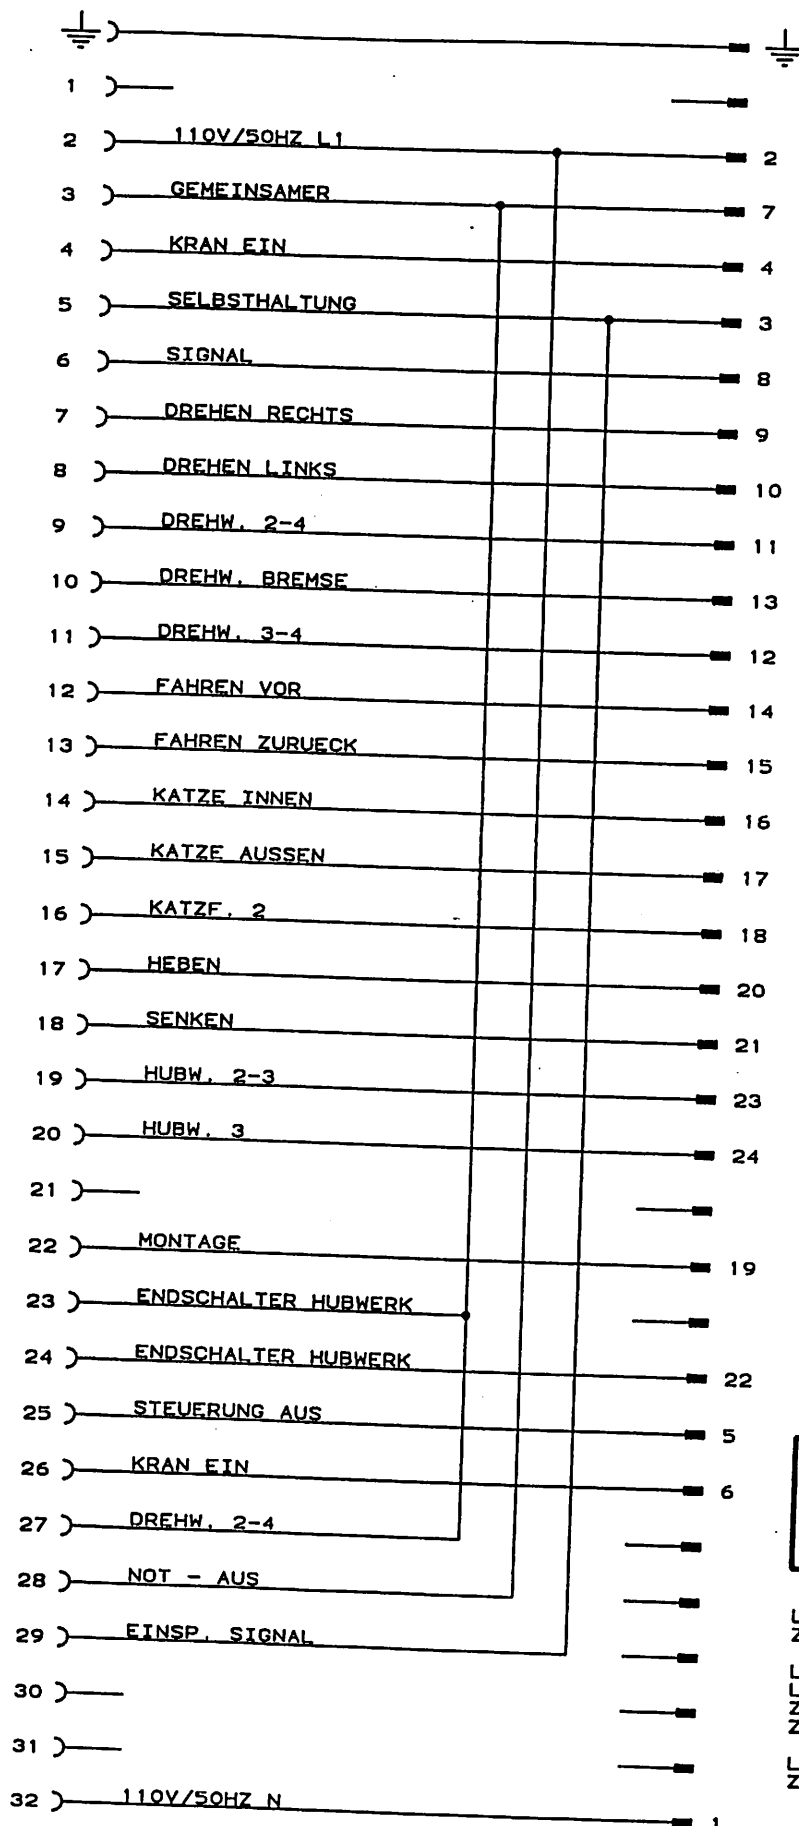 1
2 110V/50HZ L1 2
3 GEMEINSAMER 7
4 KRAN EIN 4
5 SELBSTHALTUNG 3
6 SIGNAL 8
7 DREHEN RECHTS 9
8 DREHEN LINKS 10
9 DREHW. 2-4 11
10 DREHW. BREMSE 13
11 DREHW. 3-4 12
12 FAHREN VOR 14
13 FAHREN ZURUECK 15
14 KATZE INNEN 16
15 KATZE AUSSEN 17
16 KATZF. 2 18
17 HEBEN 20
18 SENKEN 21
19 HUBW. 2-3 23
20 HUBW. 3 24
21
22 MONTAGE 19
23 ENDSCHALTER HUBWERK
24 ENDSCHALTER HUBWERK 22
25 STEUERUNG AUS 5
26 KRAN EIN 6
27 DREHW. 2-4
28 NOT - AUS
29 EINSP. SIGNAL
30
31
32 110V/50HZ N 1